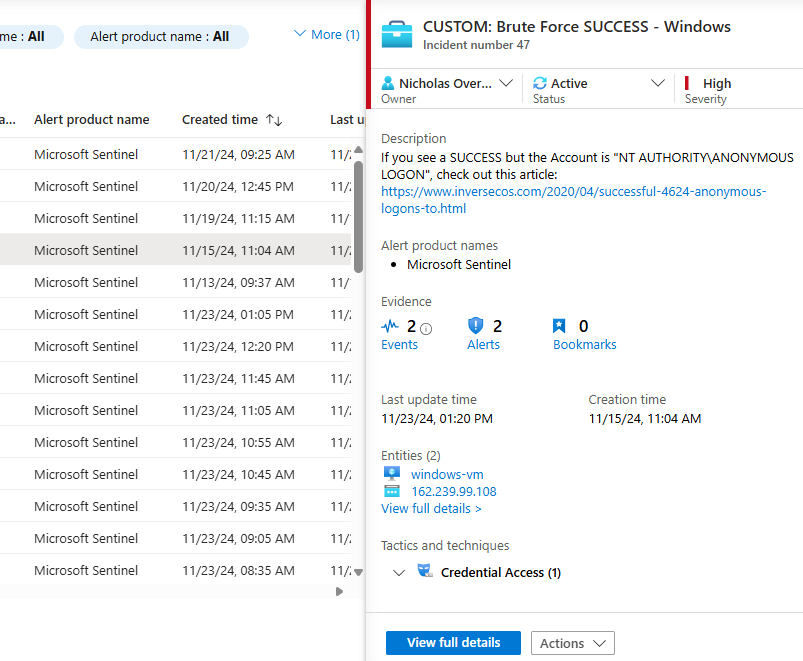 me : All
Alert product name : All
More (1)
a...
Alert product name
Created time
Last u
Microsoft Sentinel 11/21/24, 09:25 AM 11/2
Microsoft Sentinel 11/20/24, 12:45 PM 11/2
Microsoft Sentinel 11/19/24, 11:15 AM 11/
Microsoft Sentinel 11/15/24, 11:04 AM 11/2
Microsoft Sentinel 11/13/24, 09:37 AM 11/
Microsoft Sentinel 11/23/24, 01:05 PM 11/2
Microsoft Sentinel 11/23/24, 12:20 PM 11/2
Microsoft Sentinel 11/23/24, 11:45 AM 11/2
Microsoft Sentinel 11/23/24, 11:05 AM 11/2
Microsoft Sentinel 11/23/24, 10:55 AM 11/2
Microsoft Sentinel 11/23/24, 10:45 AM 11/2
Microsoft Sentinel 11/23/24, 09:35 AM 11/2
Microsoft Sentinel 11/23/24, 09:05 AM 11/2
Microsoft Sentinel 11/23/24, 08:35 AM 11/2
CUSTOM: Brute Force SUCCESS - Windows
Incident number 47
Nicholas Over...
Owner
Active
Status
High
Severity
Description
If you see a SUCCESS but the Account is "NT AUTHORITY\ANONYMOUS
LOGON", check out this article:
https://www.inversecos.com/2020/04/successful-4624-anonymous-
logons-to.html
Alert product names
• Microsoft Sentinel
Evidence
2
Events
2
Alerts
0
Bookmarks
Last update time
11/23/24, 01:20 PM
Creation time
11/15/24, 11:04 AM
Entities (2)
windows-vm
162.239.99.108
View full details >
Tactics and techniques
Credential Access (1)
View full details
Actions